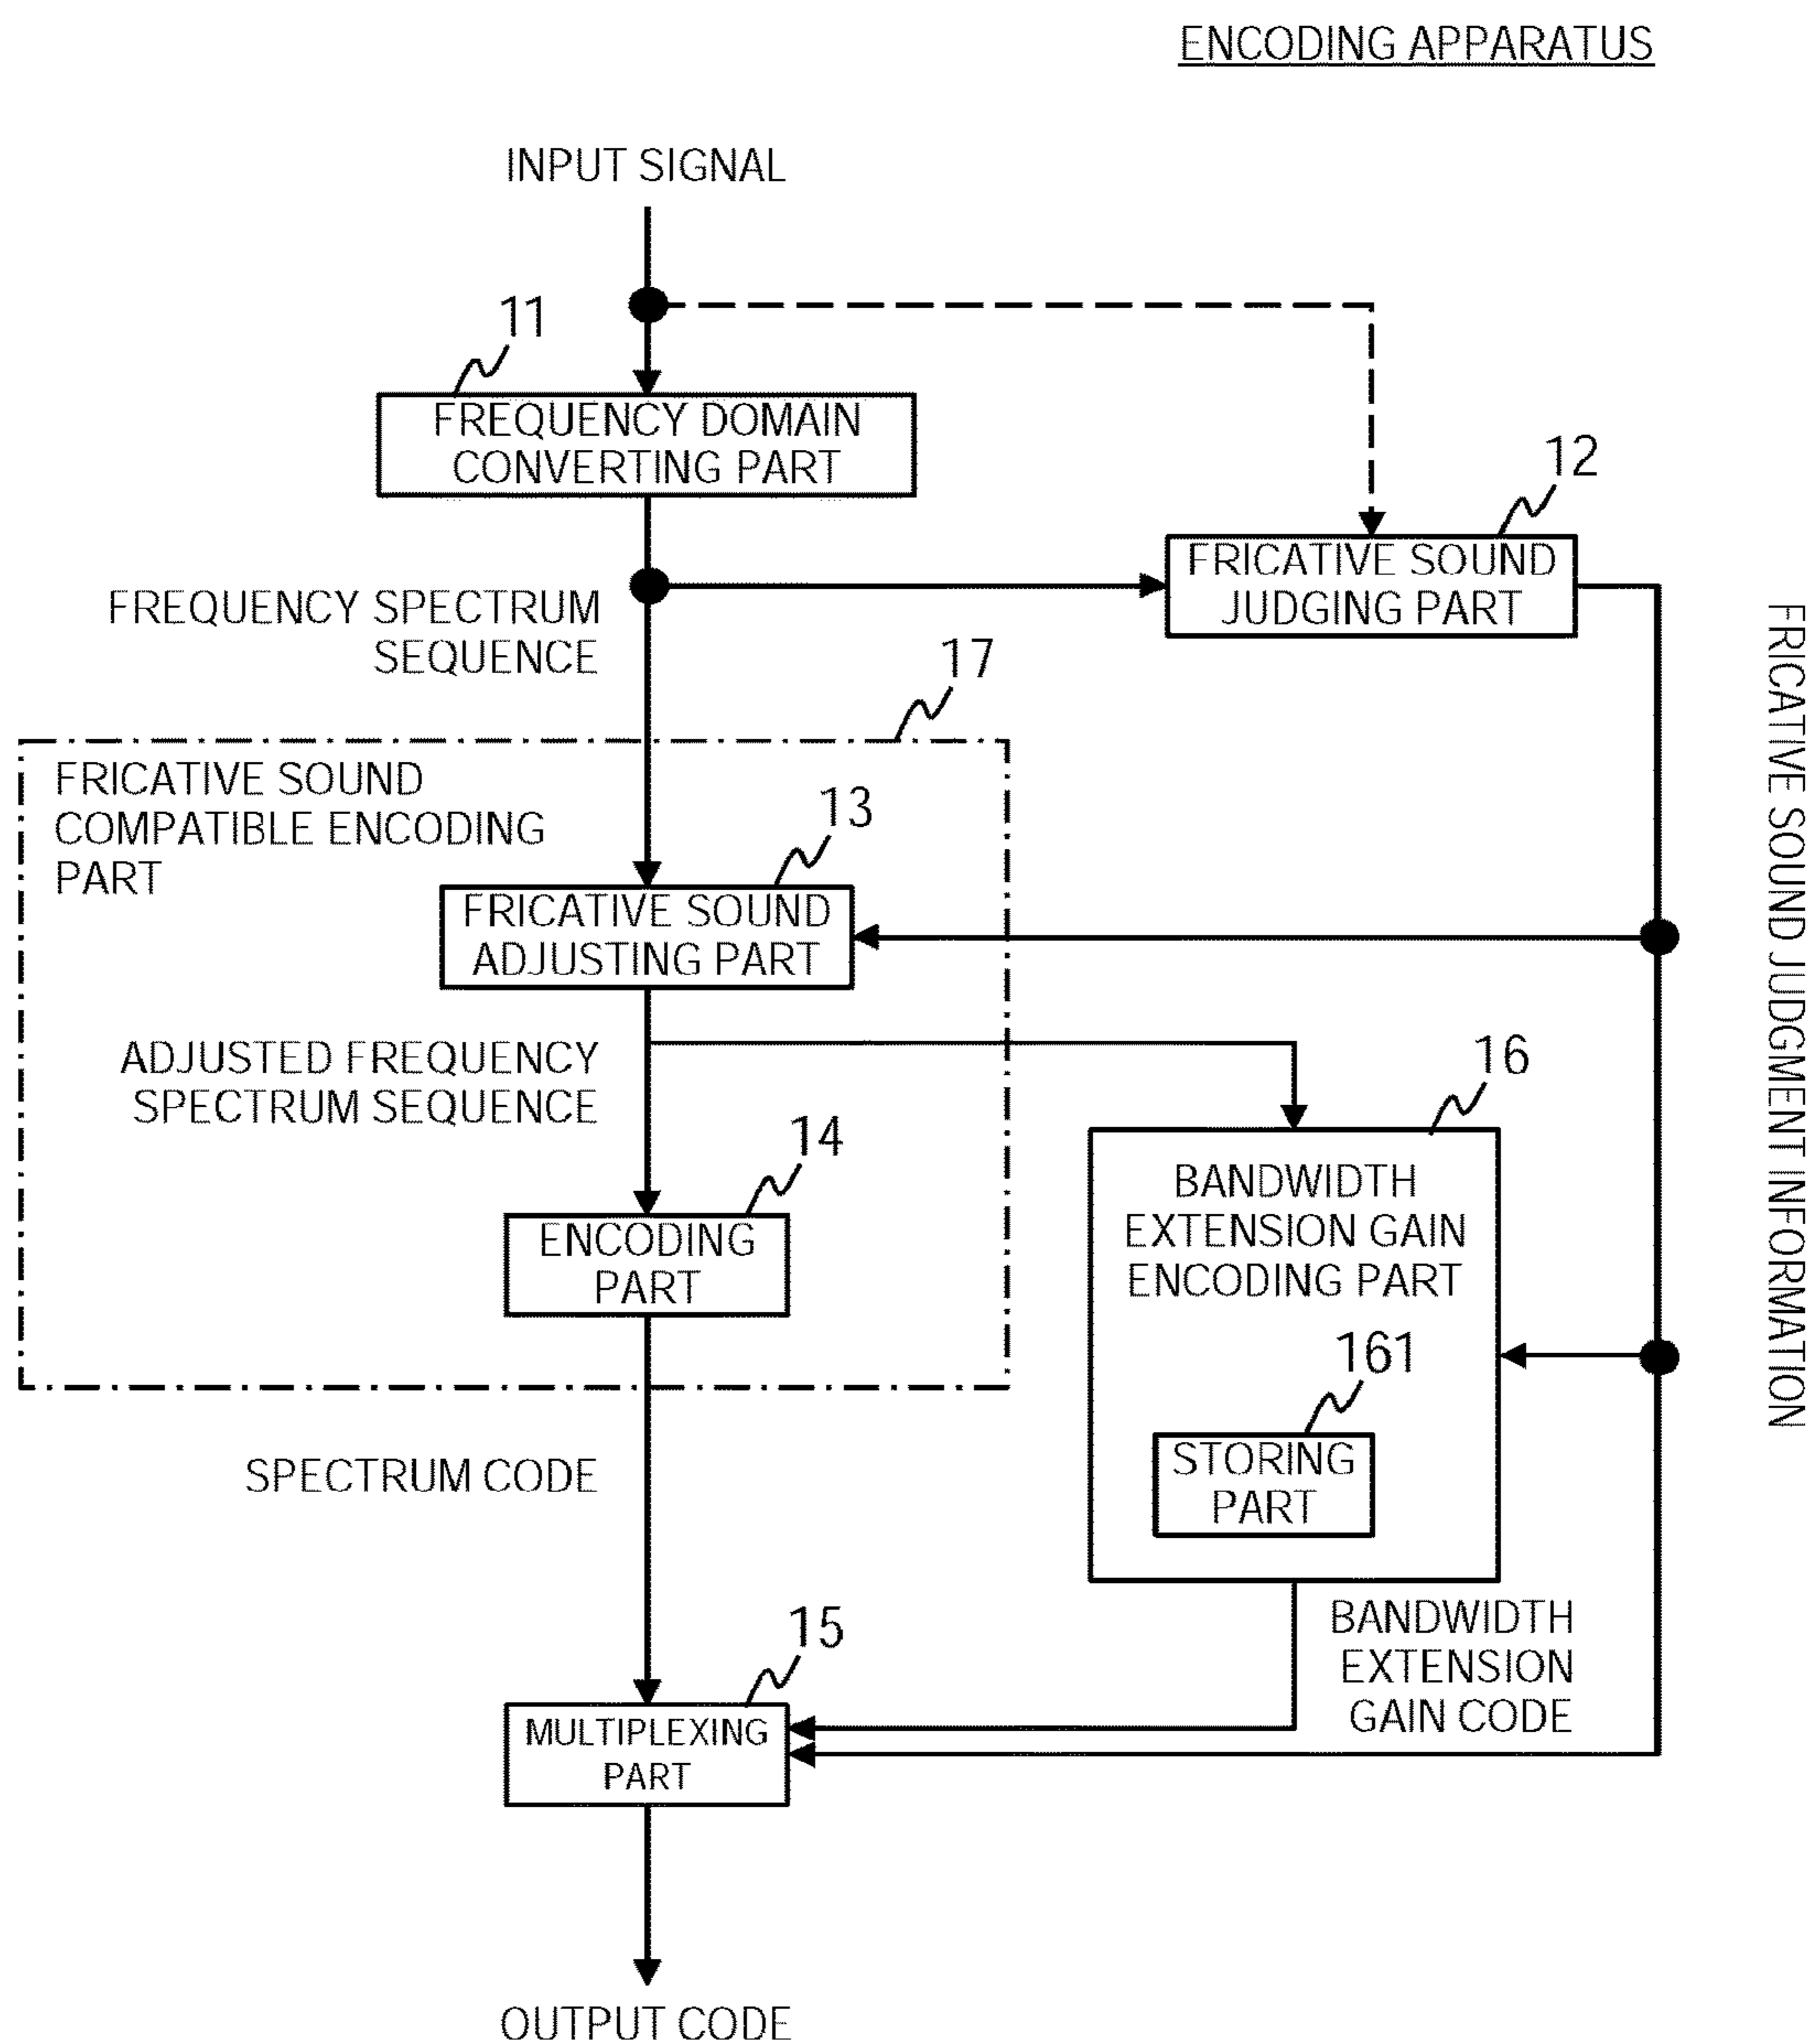 ENCODING APPARATUS
INPUT SIGNAL
11
FREQUENCY DOMAIN
CONVERTING PART
12
FRICATIVE SOUND
JUDGING PART
FREQUENCY SPECTRUM
SEQUENCE
FRICATIVE SOUND JUDGMENT INFORMATION
17
FRICATIVE SOUND
COMPATIBLE ENCODING
PART
13
FRICATIVE SOUND
ADJUSTING PART
ADJUSTED FREQUENCY
SPECTRUM SEQUENCE
16
BANDWIDTH
EXTENSION GAIN
ENCODING PART
14
ENCODING
PART
161
STORING
PART
SPECTRUM CODE
BANDWIDTH
EXTENSION
GAIN CODE
15
MULTIPLEXING
PART
OUTPUT CODE